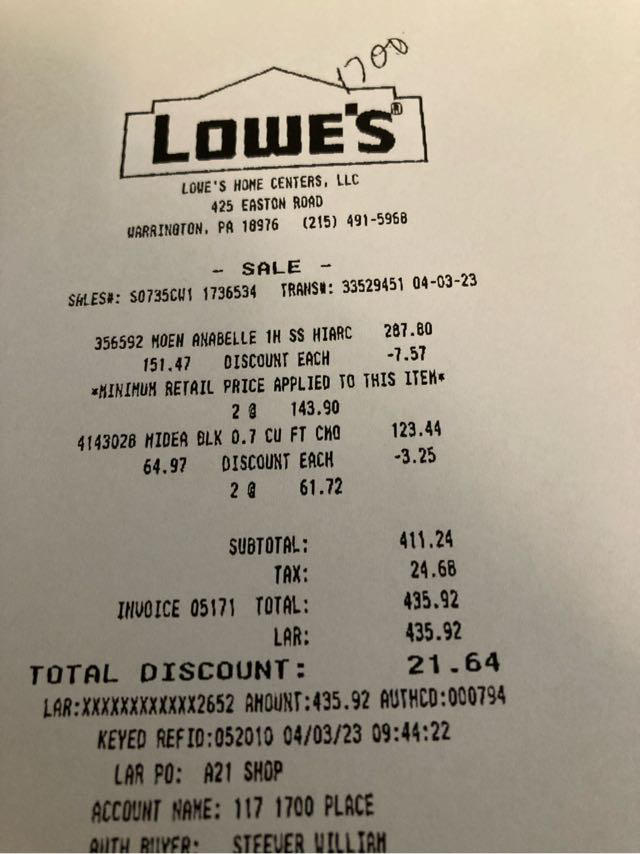 1700
LOWE'S®
LOWE'S HOME CENTERS, LLC
425 EASTON ROAD
WARRINGTON, PA 18976 (215) 491-5968
- SALE -
SALES#: S0735CW1 1736534 TRANS#: 33529451 04-03-23
356592 MOEN ANABELLE 1H SS HIARC 287.80
151.47 DISCOUNT EACH -7.57
*MINIMUM RETAIL PRICE APPLIED TO THIS ITEM*
2 @ 143.90
4143028 MIDEA BLK 0.7 CU FT CMO 123.44
64.97 DISCOUNT EACH -3.25
2 @ 61.72
SUBTOTAL: 411.24
TAX: 24.68
INVOICE 05171 TOTAL: 435.92
LAR: 435.92
TOTAL DISCOUNT: 21.64
LAR:XXXXXXXXXXXX2652 AMOUNT:435.92 AUTHCD:000794
KEYED REFID:052010 04/03/23 09:44:22
LAR PO: A21 SHOP
ACCOUNT NAME: 117 1700 PLACE
AUTH BUYER: STEEVER WILLIAM